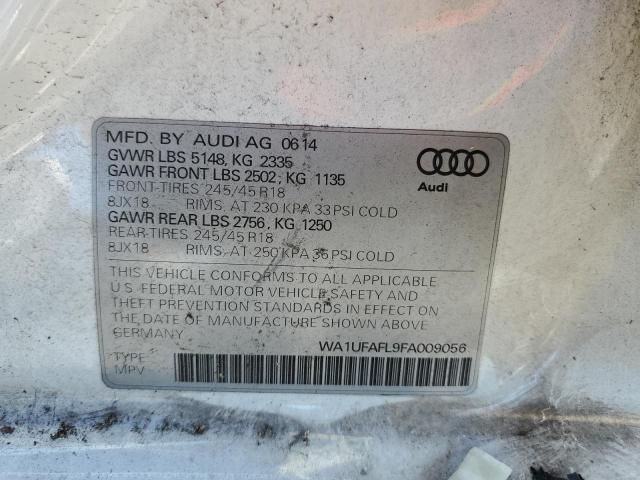 MFD. BY AUDI AG 0614
GVWR LBS 5148, KG 2335
GAWR FRONT LBS 2502, KG 1135
FRONT-TIRES 245/45 R18
8JX18 RIMS, AT 230 KPA 33 PSI COLD
GAWR REAR LBS 2756, KG 1250
REAR-TIRES 245/45 R18
8JX18 RIMS, AT 250 KPA 36 PSI COLD
THIS VEHICLE CONFORMS TO ALL APPLICABLE
U.S. FEDERAL MOTOR VEHICLE SAFETY AND
THEFT PREVENTION STANDARDS IN EFFECT ON
THE DATE OF MANUFACTURE SHOWN ABOVE.
GERMANY
WA1UFAFL9FA009056
TYPE:
MPV
Audi